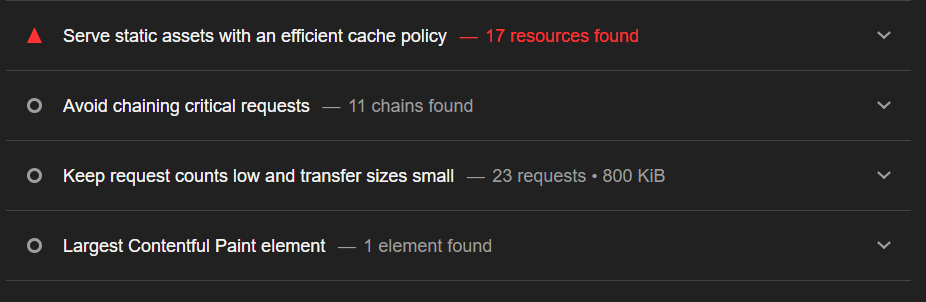 Serve static assets with an efficient cache policy — 17 resources found
Avoid chaining critical requests — 11 chains found
Keep request counts low and transfer sizes small — 23 requests • 800 KiB
Largest Contentful Paint element — 1 element found